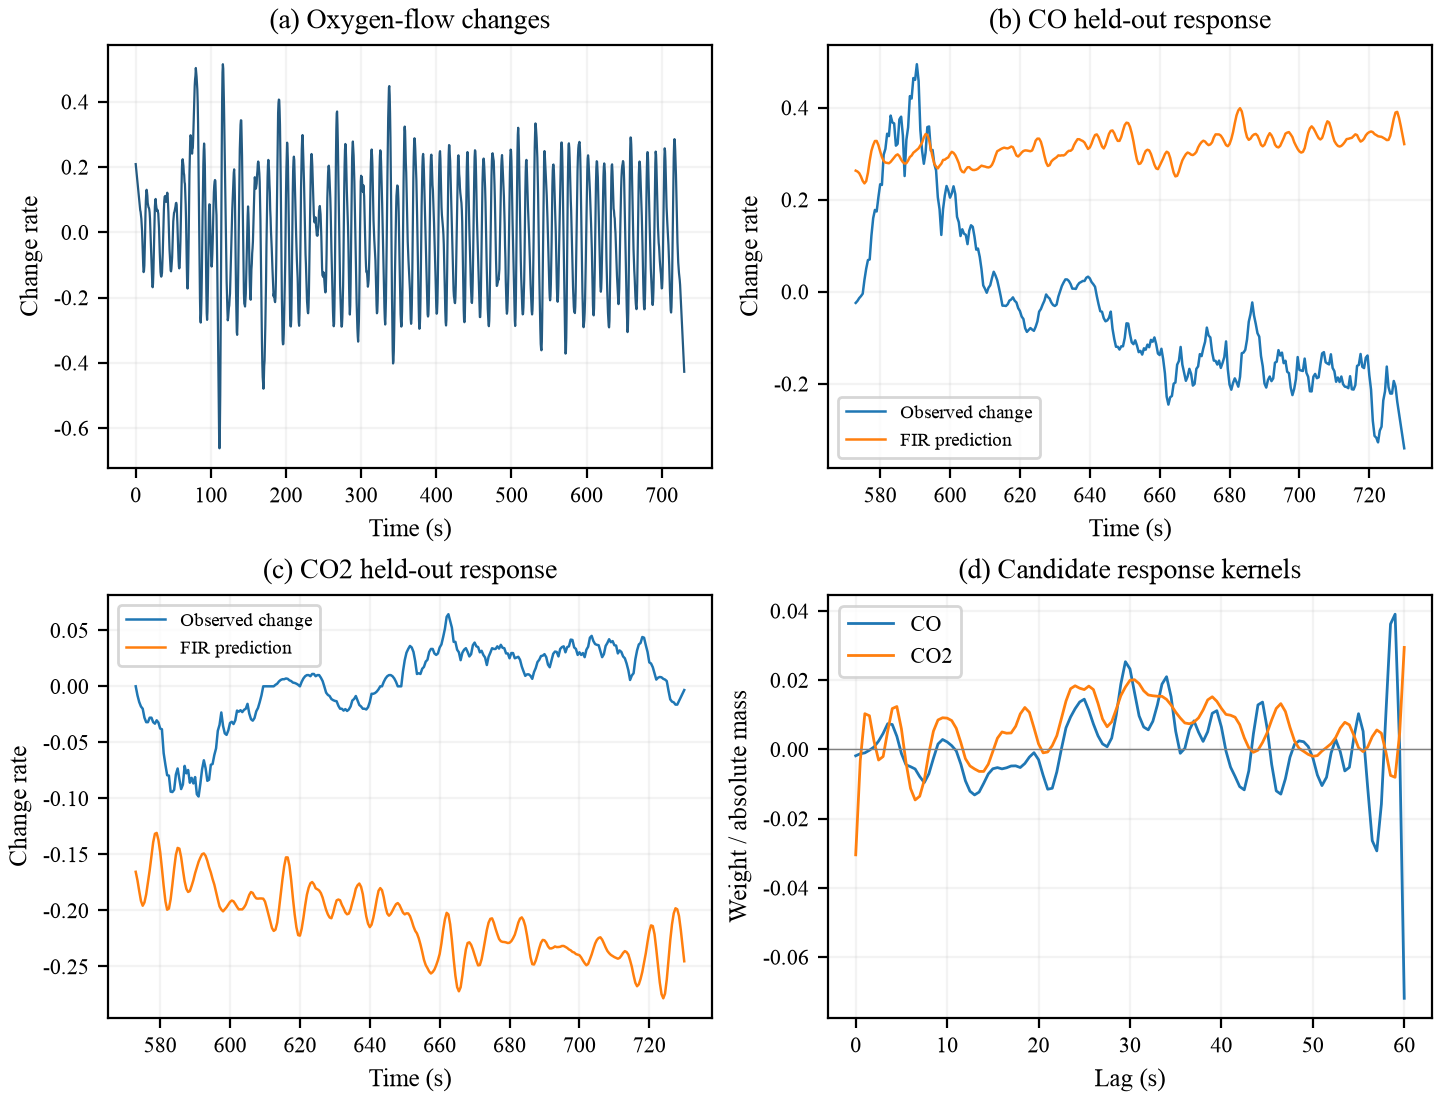 (a) Oxygen-flow changes
Change rate
0.4
0.2
0.0
-0.2
-0.4
-0.6
0 100 200 300 400 500 600 700
Time (s)
(b) CO held-out response
Change rate
0.4
0.2
0.0
-0.2
Observed change
FIR prediction
580 600 620 640 660 680 700 720
Time (s)
(c) CO2 held-out response
Change rate
0.05
0.00
-0.05
-0.10
-0.15
-0.20
-0.25
Observed change
FIR prediction
580 600 620 640 660 680 700 720
Time (s)
(d) Candidate response kernels
Weight / absolute mass
0.04
0.02
0.00
-0.02
-0.04
-0.06
CO
CO2
0 10 20 30 40 50 60
Lag (s)